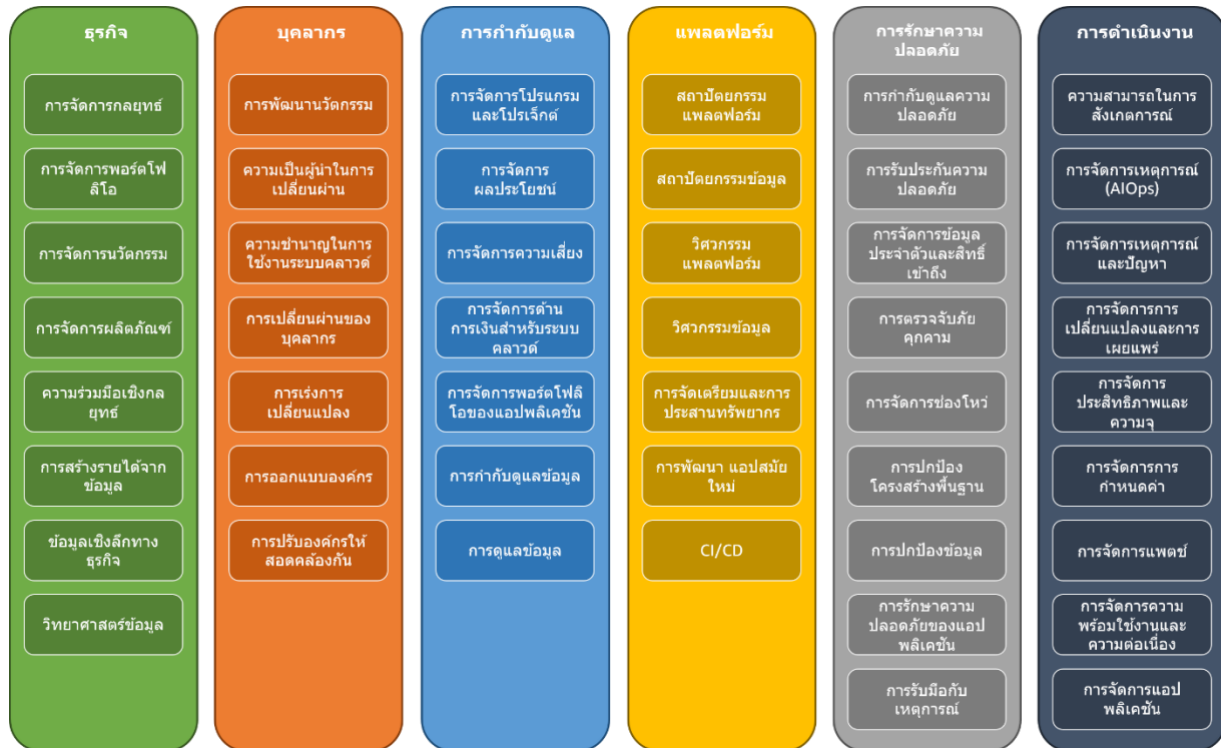 ธุรกิจ
การจัดการกลยุทธ์
การจัดการพอร์ตโฟ
ลิโอ
การจัดการนวัตกรรม
การจัดการผลิตภัณฑ์
ความร่วมมือเชิงกล
ยุทธ์
การสร้างรายได้จาก
ข้อมูล
ข้อมูลเชิงลึกทาง
ธุรกิจ
วิทยาศาสตร์ข้อมูล
บุคลากร
การพัฒนานวัตกรรม
ความเป็นผู้นำในการ
เปลี่ยนผ่าน
ความชำนาญในการ
ใช้งานระบบคลาวด์
การเปลี่ยนผ่านของ
บุคลากร
การเร่งการ
เปลี่ยนแปลง
การออกแบบองค์กร
การปรับองค์กรให้
สอดคล้องกัน
การกำกับดูแล
การจัดการโปรแกรม
และโปรเจ็กต์
การจัดการ
ผลประโยชน์
การจัดการความเสี่ยง
การจัดการด้าน
การเงินสำหรับระบบ
คลาวด์
การจัดการพอร์ตโฟลิ
โอของแอปพลิเคชัน
การกำกับดูแลข้อมูล
การดูแลข้อมูล
แพลตฟอร์ม
สถาปัตยกรรม
แพลตฟอร์ม
สถาปัตยกรรมข้อมูล
วิศวกรรม
แพลตฟอร์ม
วิศวกรรมข้อมูล
การจัดเตรียมและการ
ประสานทรัพยากร
การพัฒนา แอปสมัย
ใหม่
CI/CD
การรักษาความ
ปลอดภัย
การกำกับดูแลความ
ปลอดภัย
การรับประกันความ
ปลอดภัย
การจัดการข้อมูล
ประจำตัวและสิทธิ์
เข้าถึง
การตรวจจับภัย
คุกคาม
การจัดการช่องโหว่
การปกป้อง
โครงสร้างพื้นฐาน
การปกป้องข้อมูล
การรักษาความ
ปลอดภัยของแอป
พลิเคชัน
การรับมือกับ
เหตุการณ์
การดำเนินงาน
ความสามารถในการ
สังเกตการณ์
การจัดการเหตุการณ์
(AIOps)
การจัดการเหตุการณ์
และปัญหา
การจัดการการ
เปลี่ยนแปลงและการ
เผยแพร่
การจัดการ
ประสิทธิภาพและ
ความจุ
การจัดการการ
กำหนดค่า
การจัดการแพตช์
การจัดการความ
พร้อมใช้งานและ
ความต่อเนื่อง
การจัดการแอป
พลิเคชัน